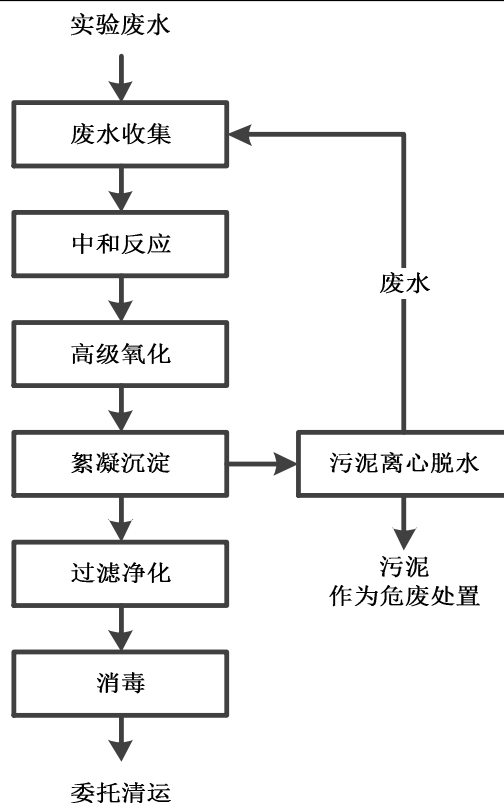 实验废水
废水收集
中和反应
废水
高级氧化
絮凝沉淀
污泥离心脱水
过滤净化
污泥
作为危废处置
消毒
委托清运